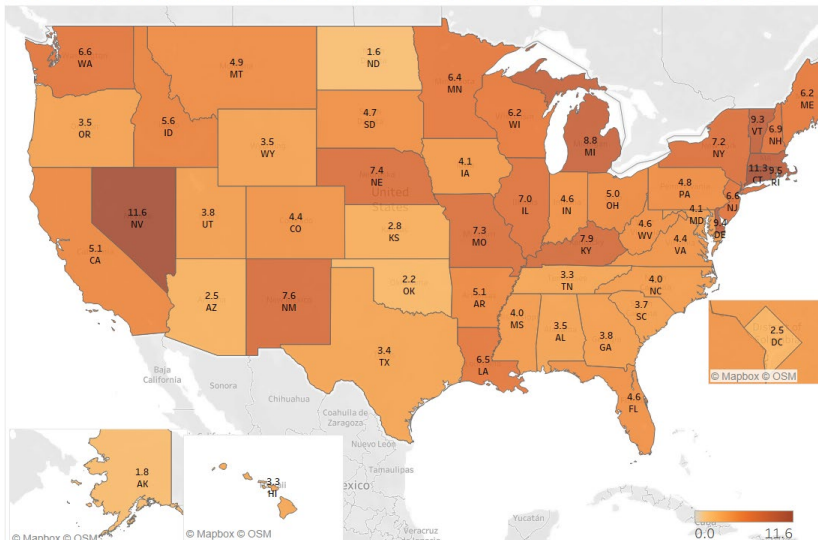 6.6
WA
4.9
MT
1.6
ND
6.4
MN
6.2
ME
3.5
OR
5.6
ID
4.7
SD
6.2
WI
8.8
MI
9.3
VT
6.9
NH
7.2
NY
3.5
WY
4.1
IA
11.3
CT
9.5
RI
7.4
NE
United
States
11.6
NV
3.8
UT
4.4
CO
2.8
KS
7.0
IL
4.6
IN
5.0
OH
4.8
PA
6.6
NJ
4.1
MD
9.4
DE
5.1
CA
7.3
MO
7.9
KY
4.6
WV
4.4
VA
2.5
AZ
7.6
NM
2.2
OK
5.1
AR
3.3
TN
4.0
NC
3.7
SC
3.4
TX
6.5
LA
4.0
MS
3.5
AL
3.8
GA
4.6
FL
2.5
DC
© Mapbox © OSM
Baja
California
Sonora
Chihuahua
Coahuila de
Zaragoza
Nuevo León
Tamaulipas
exico
Yucatán
Veracruz
1.8
AK
© Mapbox © OSM
3.3
HI
© Mapbox © OSM
0.0
11.6